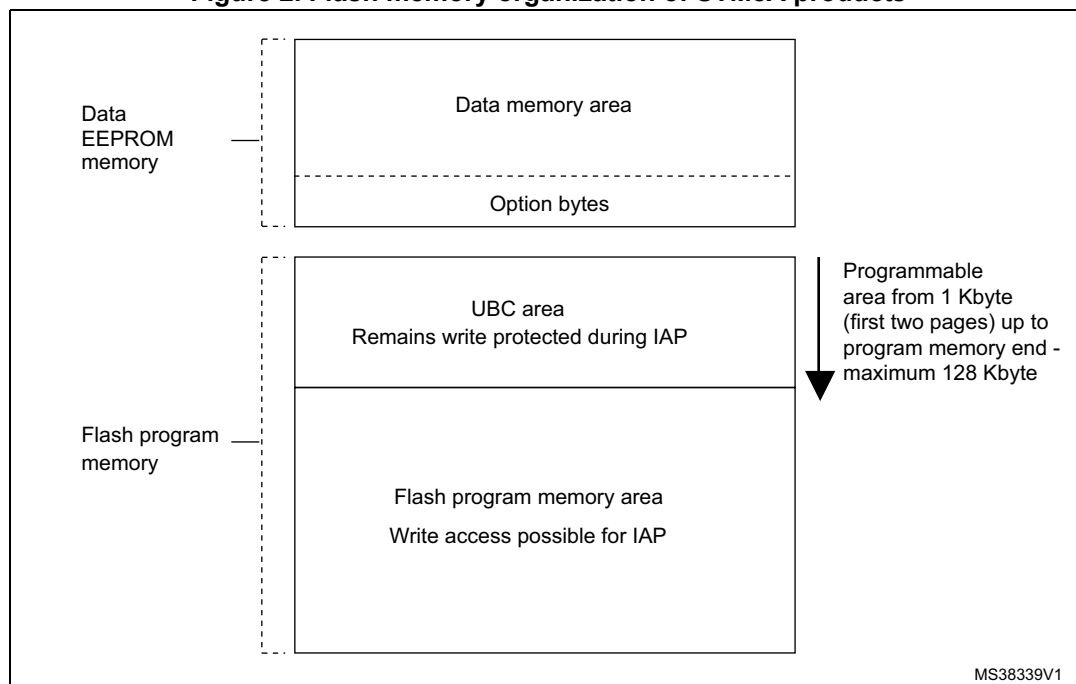 Data memory area
Data
EEPROM
memory
Option bytes
Programmable
area from 1 Kbyte
(first two pages) up to
program memory end -
maximum 128 Kbyte
UBC area
Remains write protected during IAP
Flash program
memory
Flash program memory area
Write access possible for IAP
MS38339V1